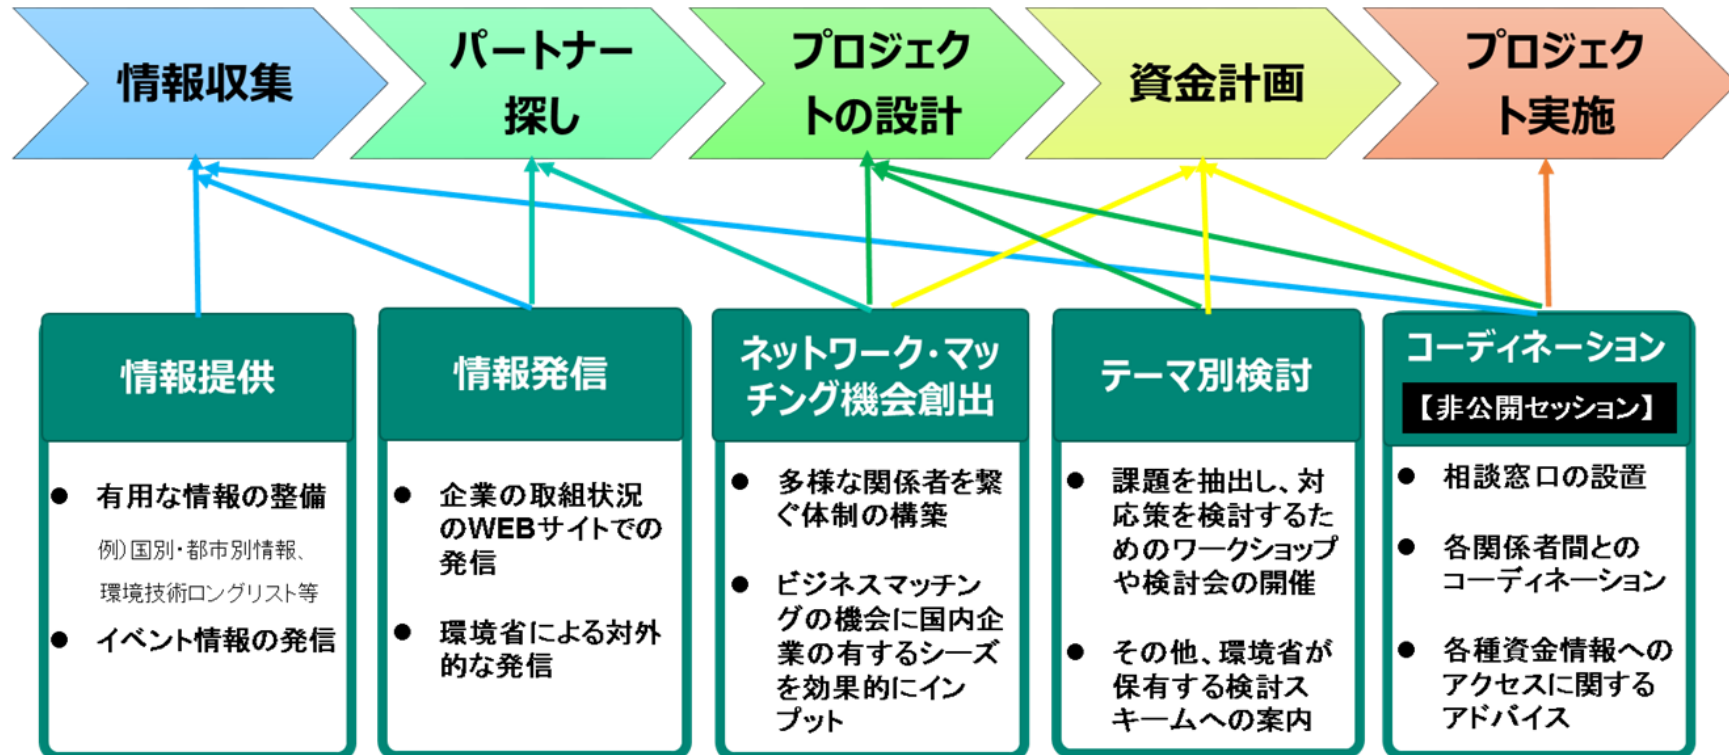 情報収集
パートナー
探し
プロジェク
トの設計
資金計画
プロジェク
ト実施
情報提供
● 有用な情報の整備
例)国別・都市別情報、
環境技術ロングリスト等
● イベント情報の発信
情報発信
● 企業の取組状況
のWEBサイトでの
発信
● 環境省による対外
的な発信
ネットワーク・マッ
チング機会創出
● 多様な関係者を繋
ぐ体制の構築
● ビジネスマッチン
グの機会に国内企
業の有するシーズ
を効果的にイン
プット
テーマ別検討
● 課題を抽出し、対
応策を検討するた
めのワークショップ
や検討会の開催
● その他、環境省が
保有する検討ス
キームへの案内
コーディネーション
【非公開セッション】
● 相談窓口の設置
● 各関係者間との
コーディネーション
● 各種資金情報への
アクセスに関する
アドバイス